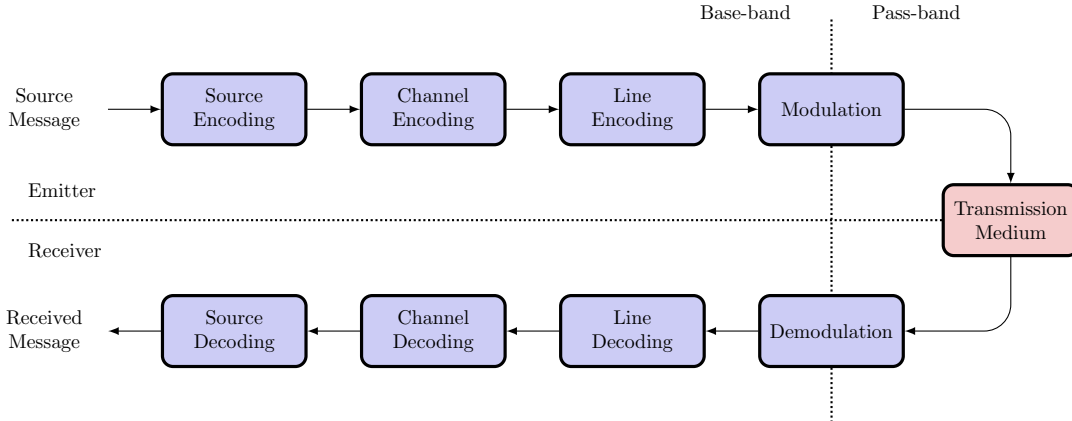 Base-band
Pass-band
Source
Message
Source
Encoding
Channel
Encoding
Line
Encoding
Modulation
Emitter
Transmission
Medium
Receiver
Received
Message
Source
Decoding
Channel
Decoding
Line
Decoding
Demodulation